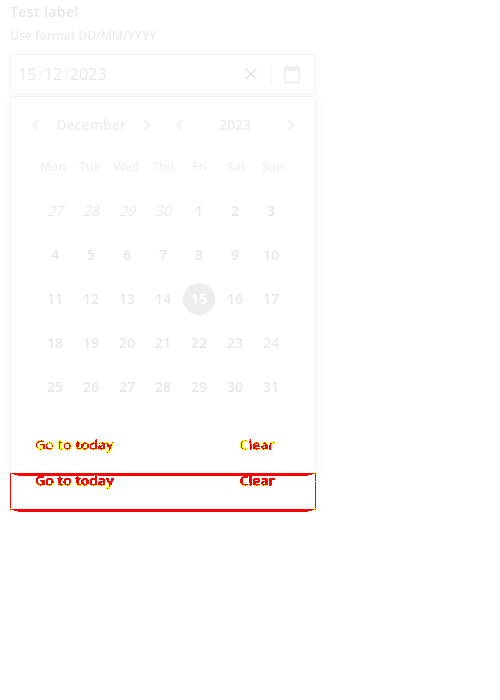 Test label
Use format DD/MM/YYYY
15/12/2023
December 2023
Mon Tue Wed Thu Fri Sat Sun
27 28 29 30 1 2 3
4 5 6 7 8 9 10
11 12 13 14 15 16 17
18 19 20 21 22 23 24
25 26 27 28 29 30 31
Go to today Clear
Go to today Clear